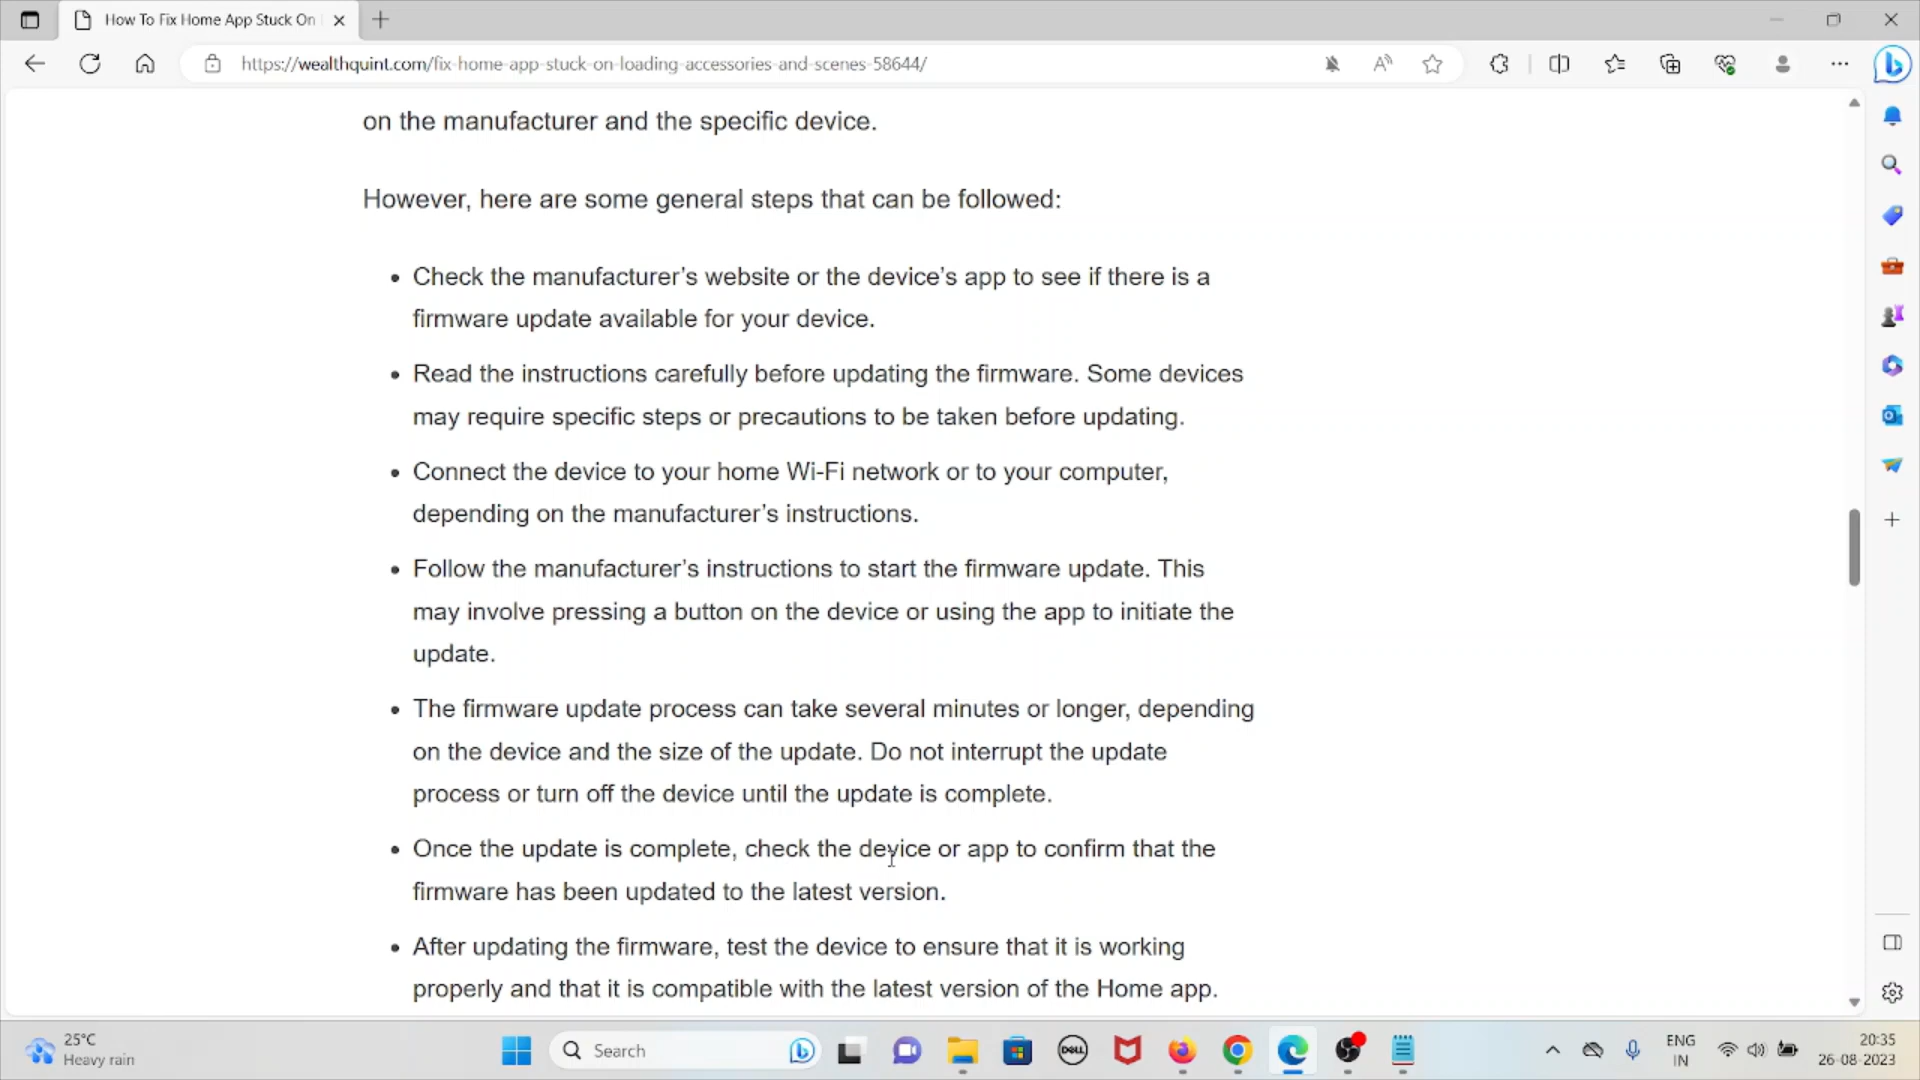 How To Fix Home App Stuck On
https://wealthquint.com/fix-home-app-stuck-on-loading-accessories-and-scenes-58644/
on the manufacturer and the specific device.
However, here are some general steps that can be followed:
• Check the manufacturer’s website or the device’s app to see if there is a
firmware update available for your device.
• Read the instructions carefully before updating the firmware. Some devices
may require specific steps or precautions to be taken before updating.
• Connect the device to your home Wi-Fi network or to your computer,
depending on the manufacturer’s instructions.
• Follow the manufacturer’s instructions to start the firmware update. This
may involve pressing a button on the device or using the app to initiate the
update.
• The firmware update process can take several minutes or longer, depending
on the device and the size of the update. Do not interrupt the update
process or turn off the device until the update is complete.
• Once the update is complete, check the device or app to confirm that the
firmware has been updated to the latest version.
• After updating the firmware, test the device to ensure that it is working
properly and that it is compatible with the latest version of the Home app.
25°C
Heavy rain
Search
DELL
ENG
IN
20:35
26-08-2023